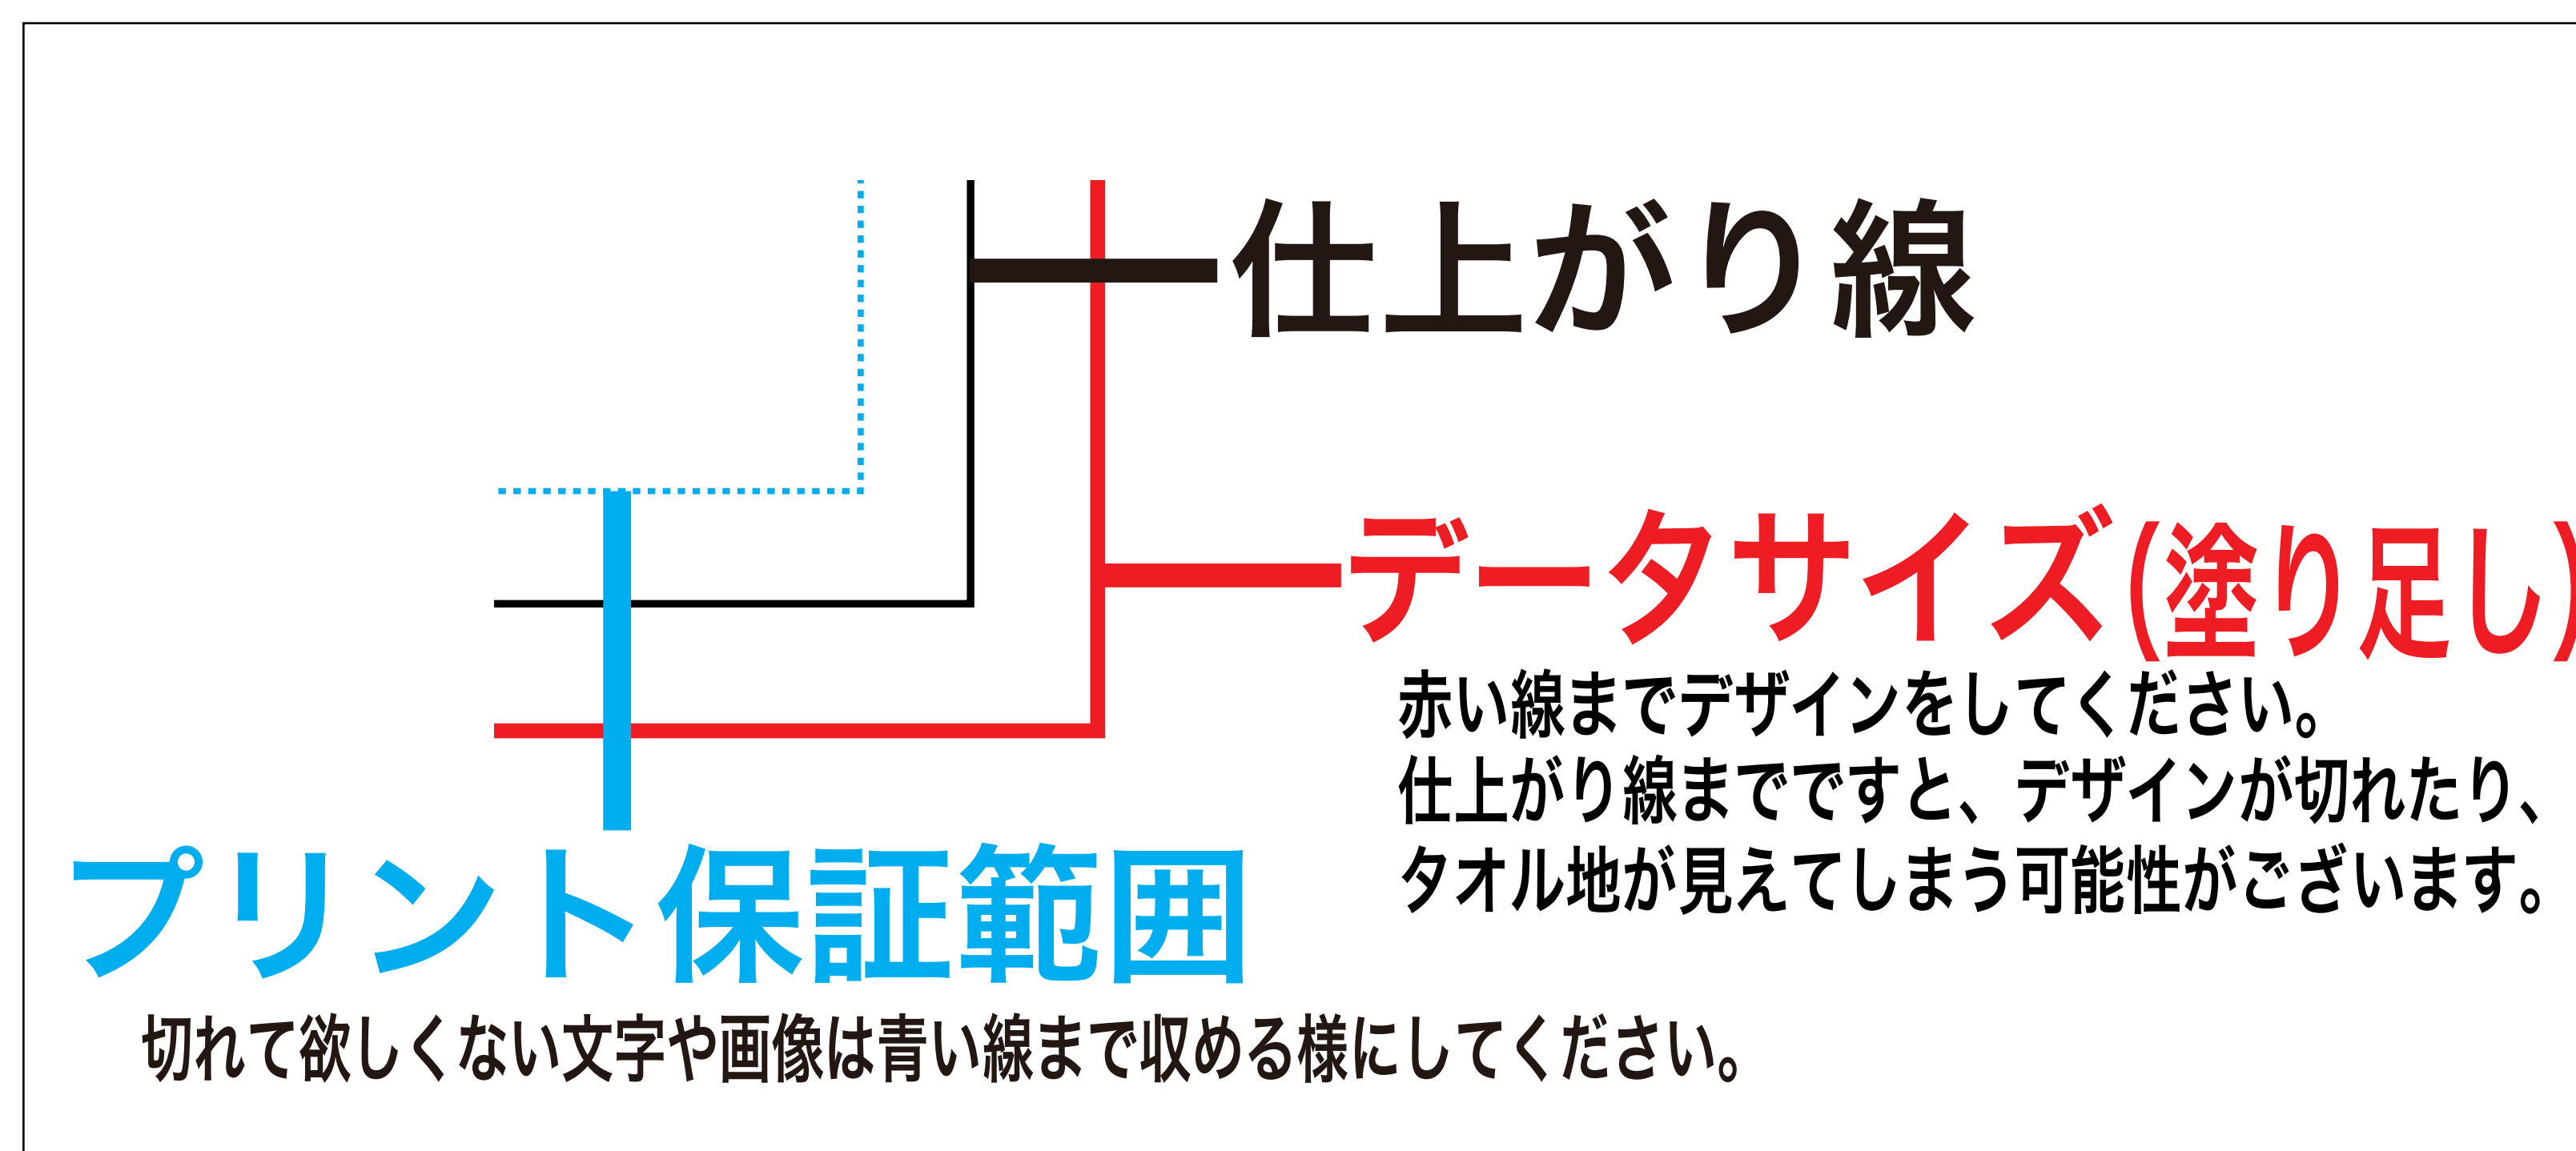 仕上がり線
データサイズ(塗り足し)
赤い線までデザインをしてください。
仕上がり線まででですと、デザインが切れたり、
タオル地が見えてしまう可能性がございます。
プリント保証範囲
切れて欲しくない文字や画像は青い線まで収める様にしてください。